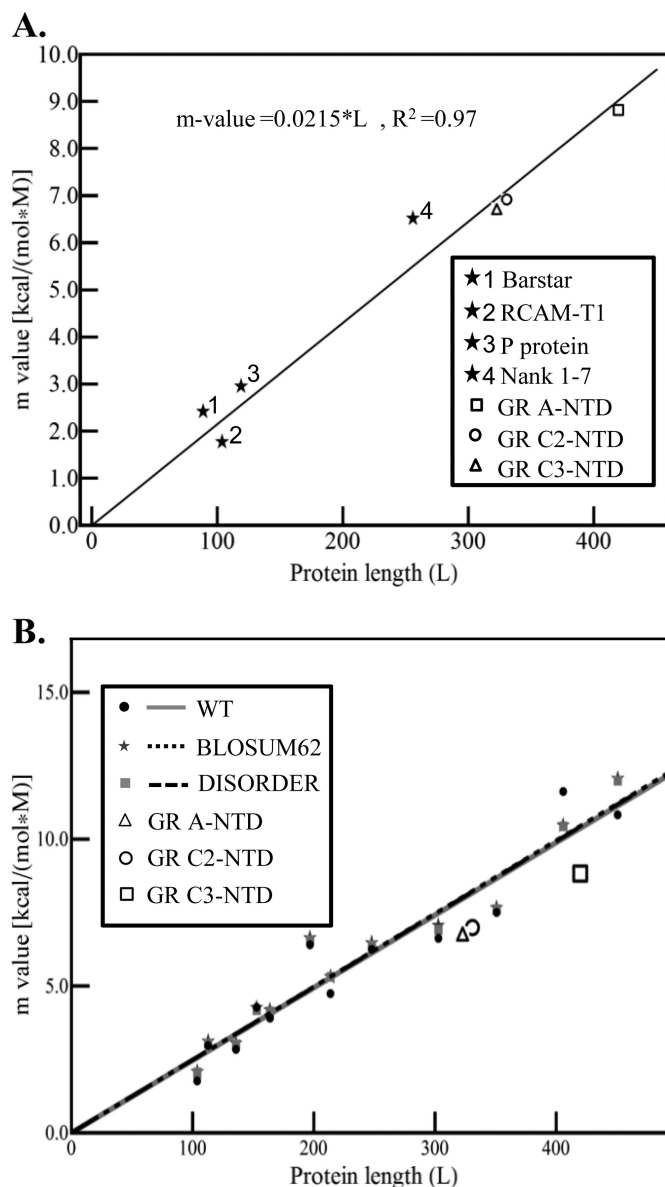 A.
10.0
9.0
8.0
7.0
6.0
5.0
4.0
3.0
2.0
1.0
0.0
m value [kcal/(mol*M)]
m-value =0.0215*L , R²=0.97
1
2
3
4
★1 Barstar
★2 RCAM-T1
★3 P protein
★4 Nank 1-7
GR A-NTD
GR C2-NTD
GR C3-NTD
0 100 200 300 400
Protein length (L)
B.
15.0
10.0
5.0
0.0
m value [kcal/(mol*M)]
WT
BLOSUM62
DISORDER
GR A-NTD
GR C2-NTD
GR C3-NTD
0 100 200 300 400
Protein length (L)